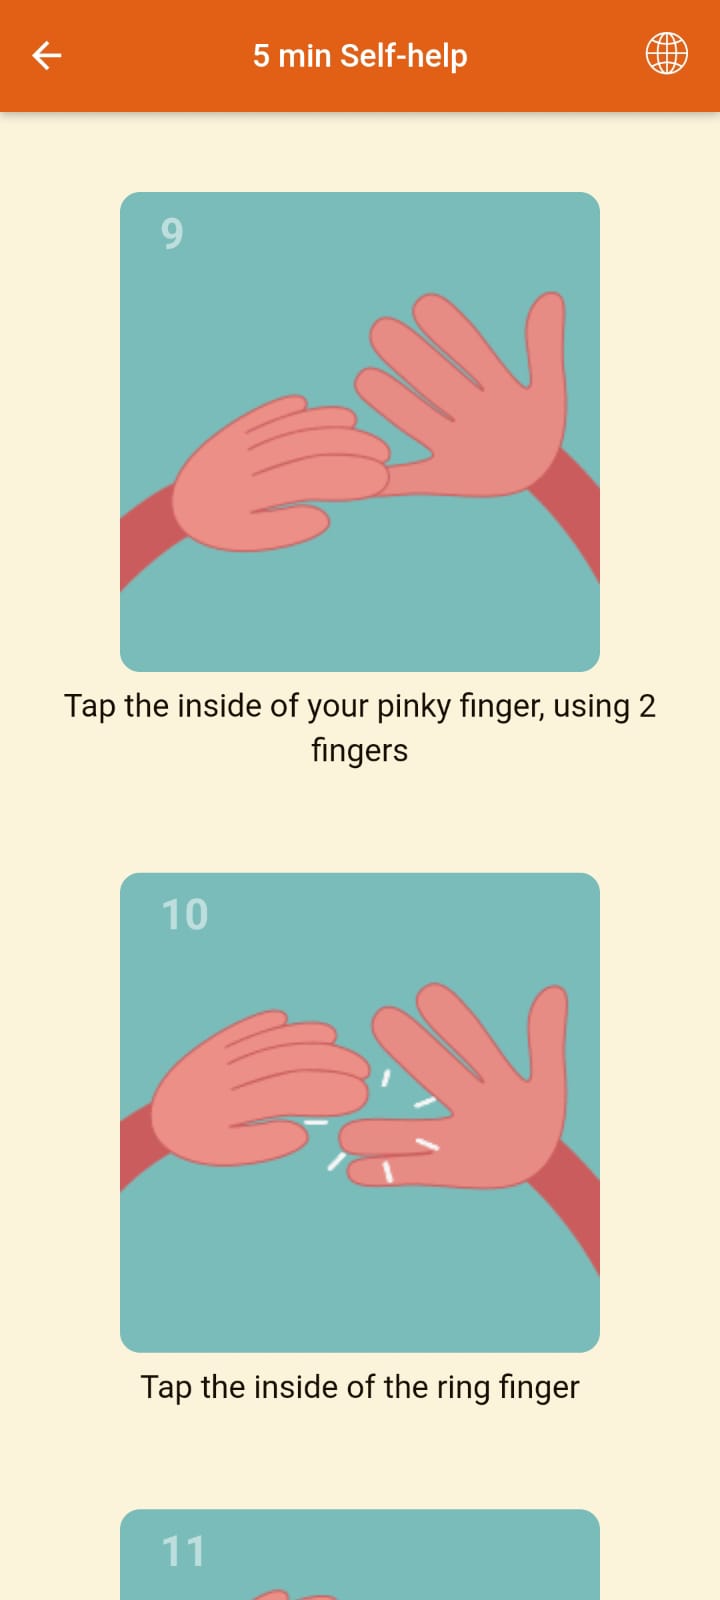 5 min Self-help
9
Tap the inside of your pinky finger, using 2
fingers
10
Tap the inside of the ring finger
11